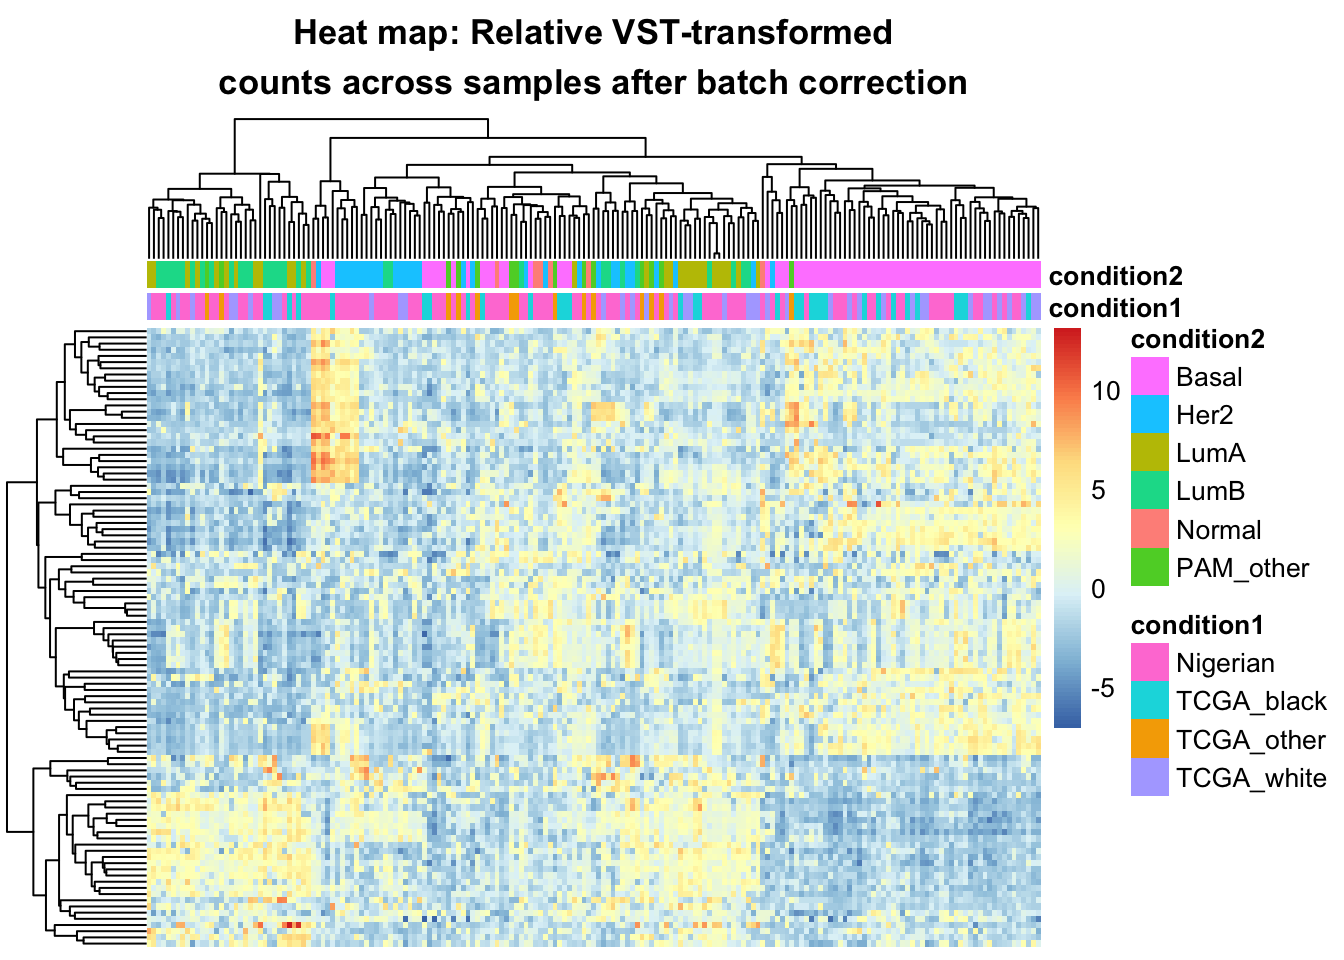 Heat map: Relative VST-transformed
counts across samples after batch correction
condition2
condition1
condition2
Basal
Her2
LumA
LumB
Normal
PAM_other
condition1
Nigerian
TCGA_black
TCGA_other
TCGA_white
10
5
0
-5